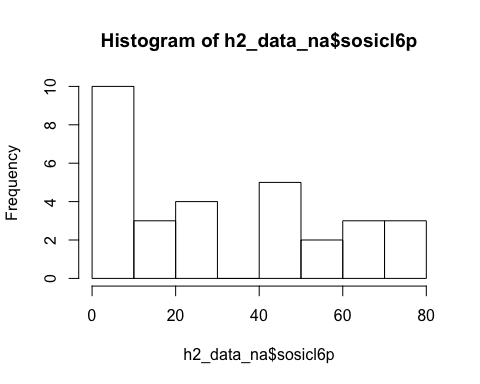 Histogram of h2_data_na$sosicl6p
Frequency
10
8
6
4
2
0
0 20 40 60 80
h2_data_na$sosicl6p